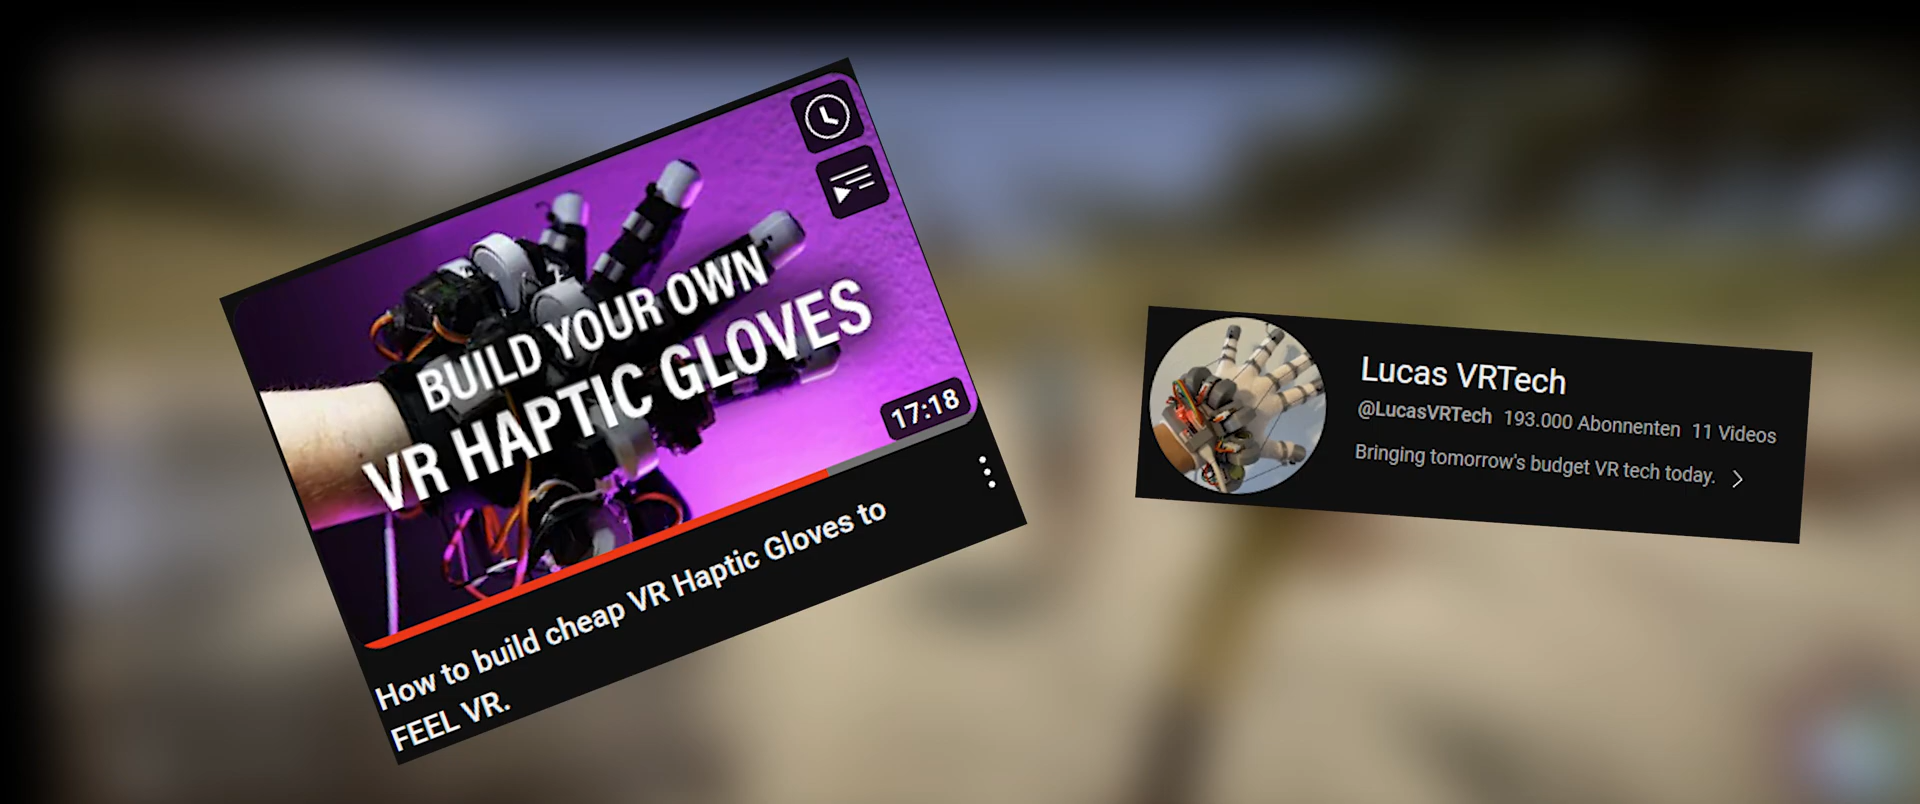 BUILD YOUR OWN
VR HAPTIC GLOVES
17:18
How to build cheap VR Haptic Gloves to
FEEL VR.
Lucas VRTech
@LucasVRTech 193.000 Abonnenten 11 Videos
Bringing tomorrow's budget VR tech today.